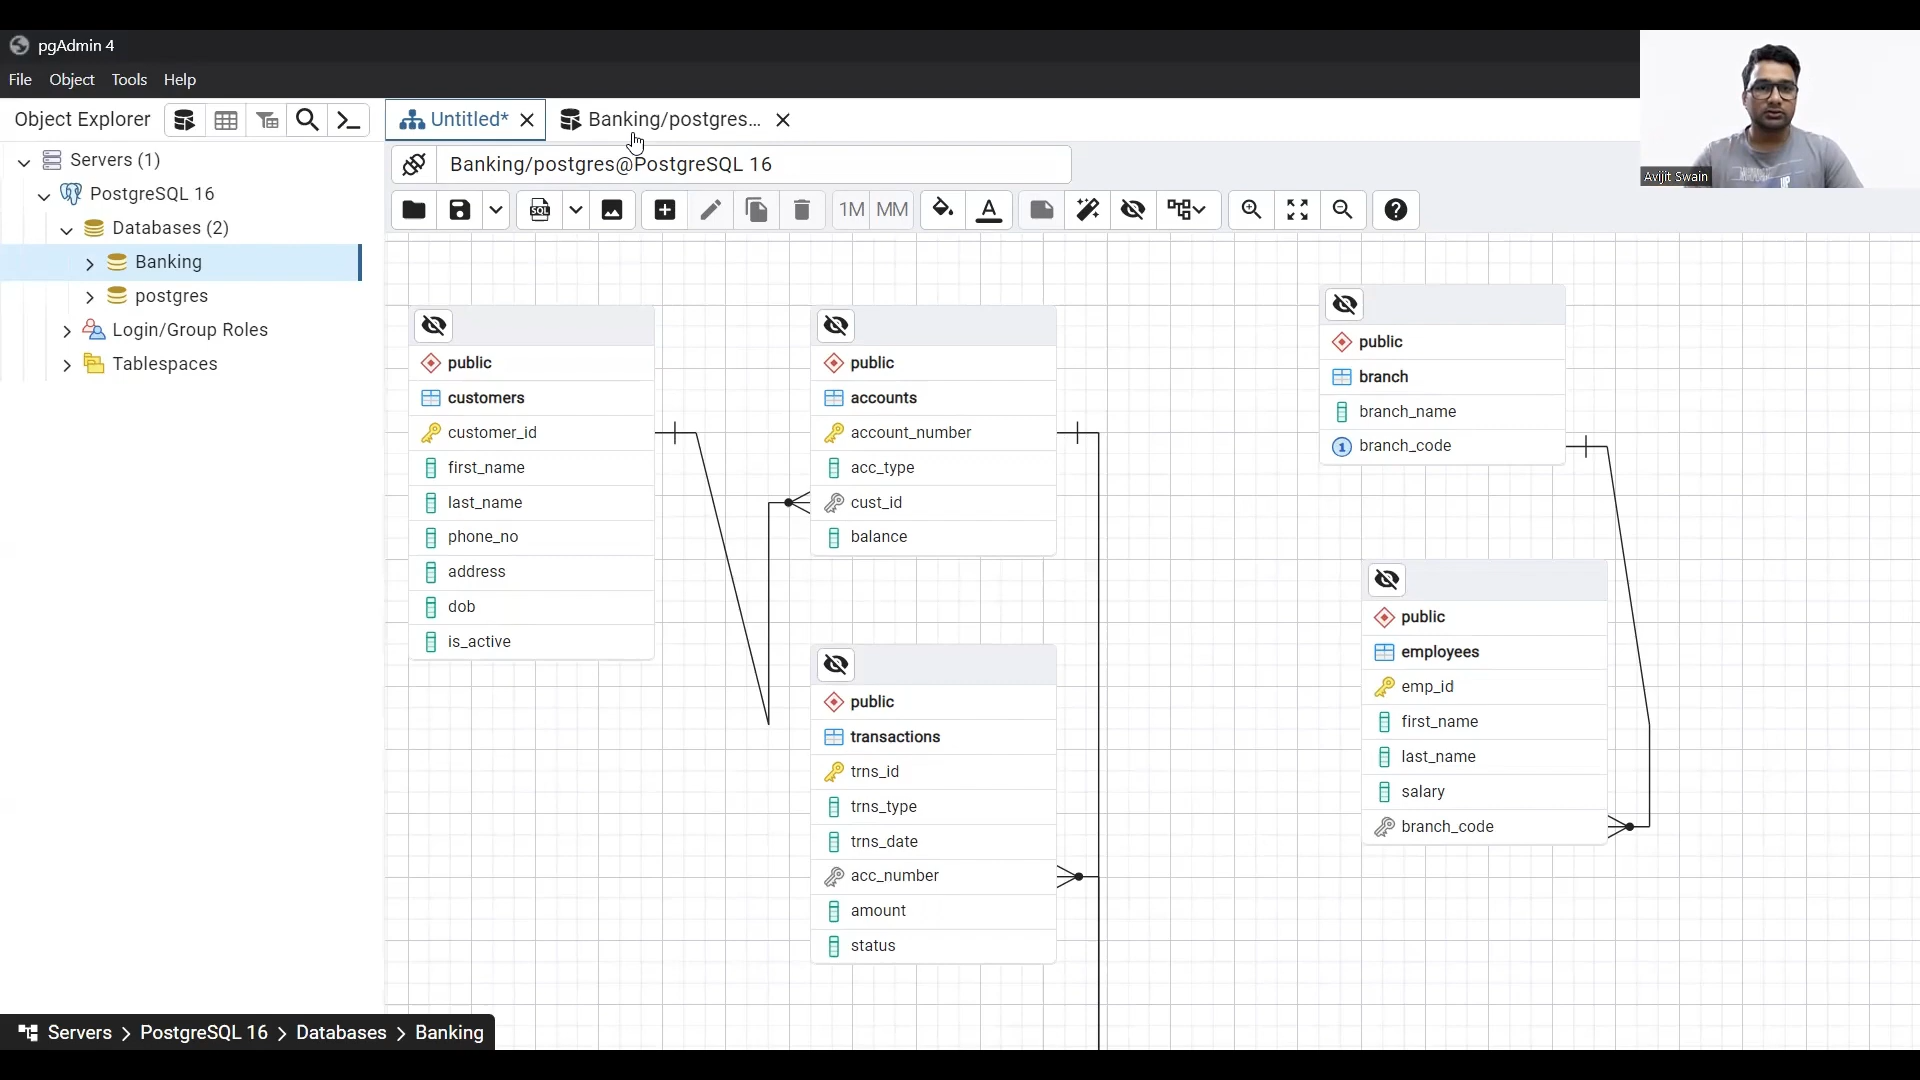 pgAdmin 4
File Object Tools Help
Object Explorer
Untitled*
Banking/postgres...
Avijit Swain
Servers (1)
PostgreSQL 16
Databases (2)
Banking
postgres
Login/Group Roles
Tablespaces
Banking/postgres@PostgreSQL 16
SQL
1M
MM
public
customers
customer_id
first_name
last_name
phone_no
address
dob
is_active
public
accounts
account_number
acc_type
cust_id
balance
public
transactions
trns_id
trns_type
trns_date
acc_number
amount
status
public
branch
branch_name
1 branch_code
public
employees
emp_id
first_name
last_name
salary
branch_code
Servers > PostgreSQL 16 > Databases > Banking